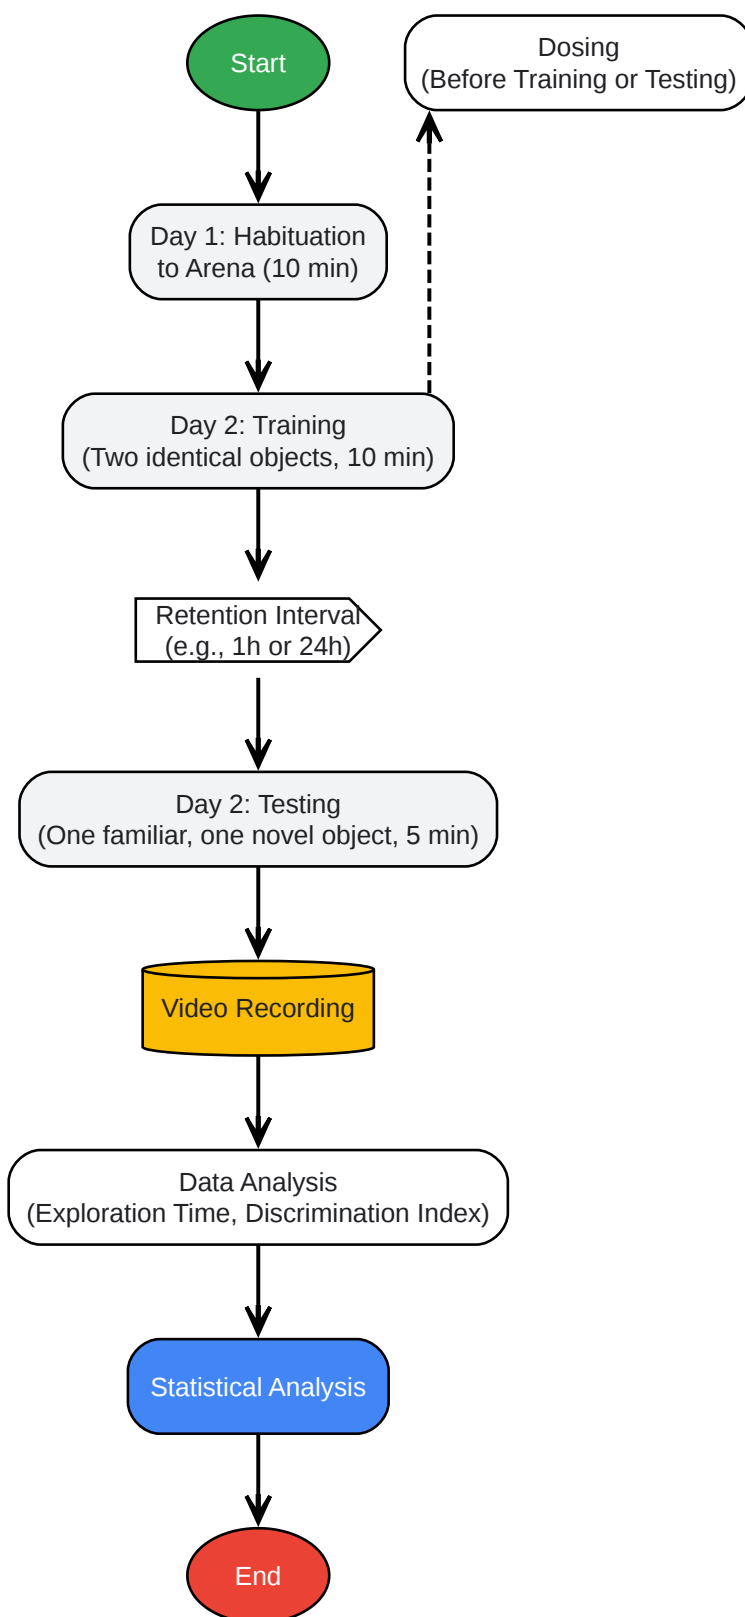 Start
Dosing
(Before Training or Testing)
Day 1: Habituation
to Arena (10 min)
Day 2: Training
(Two identical objects, 10 min)
Retention Interval
(e.g., 1h or 24h)
Day 2: Testing
(One familiar, one novel object, 5 min)
Video Recording
Data Analysis
(Exploration Time, Discrimination Index)
Statistical Analysis
End